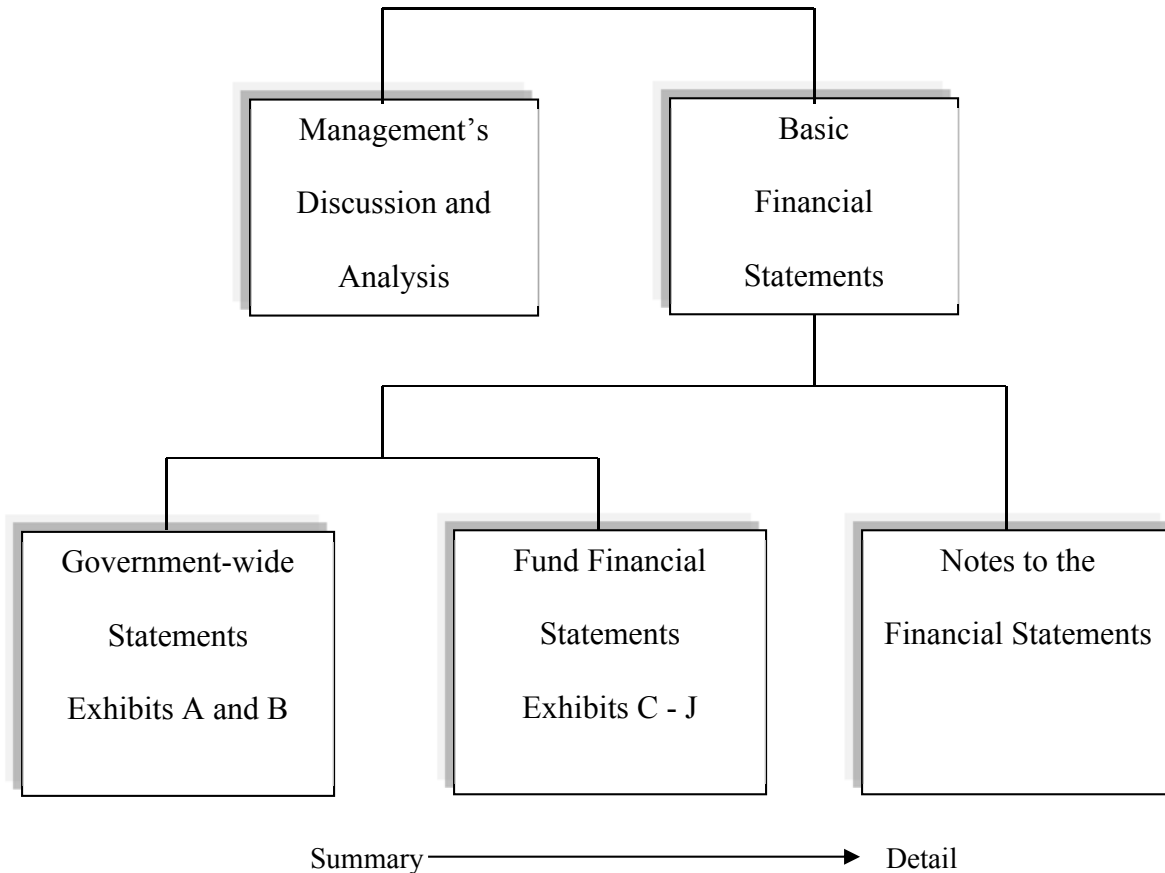 Management’s
Discussion and
Analysis
Basic
Financial
Statements
Government-wide
Statements
Exhibits A and B
Fund Financial
Statements
Exhibits C - J
Notes to the
Financial Statements
Summary
Detail